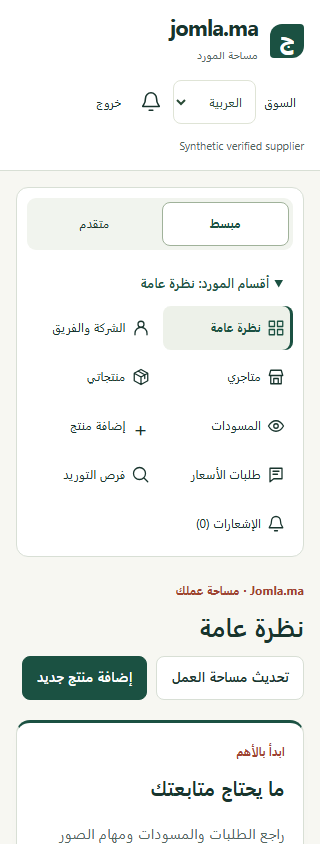 jomla.ma
ج
مساحة المورد
السوق
العربية
خروج
Synthetic verified supplier
مبسط
متقدم
▼ أقسام المورد: نظرة عامة
نظرة عامة
الشركة والفريق
متاجري
منتجاتي
المسودات
إضافة منتج
طلبات الأسعار
فرص التوريد
الإشعارات (0)
Jomla.ma · مساحة عملك
نظرة عامة
تحديث مساحة العمل
إضافة منتج جديد
ابدأ بالأهم
ما يحتاج متابعتك
راجع الطلبات والمسودات ومهام الصور